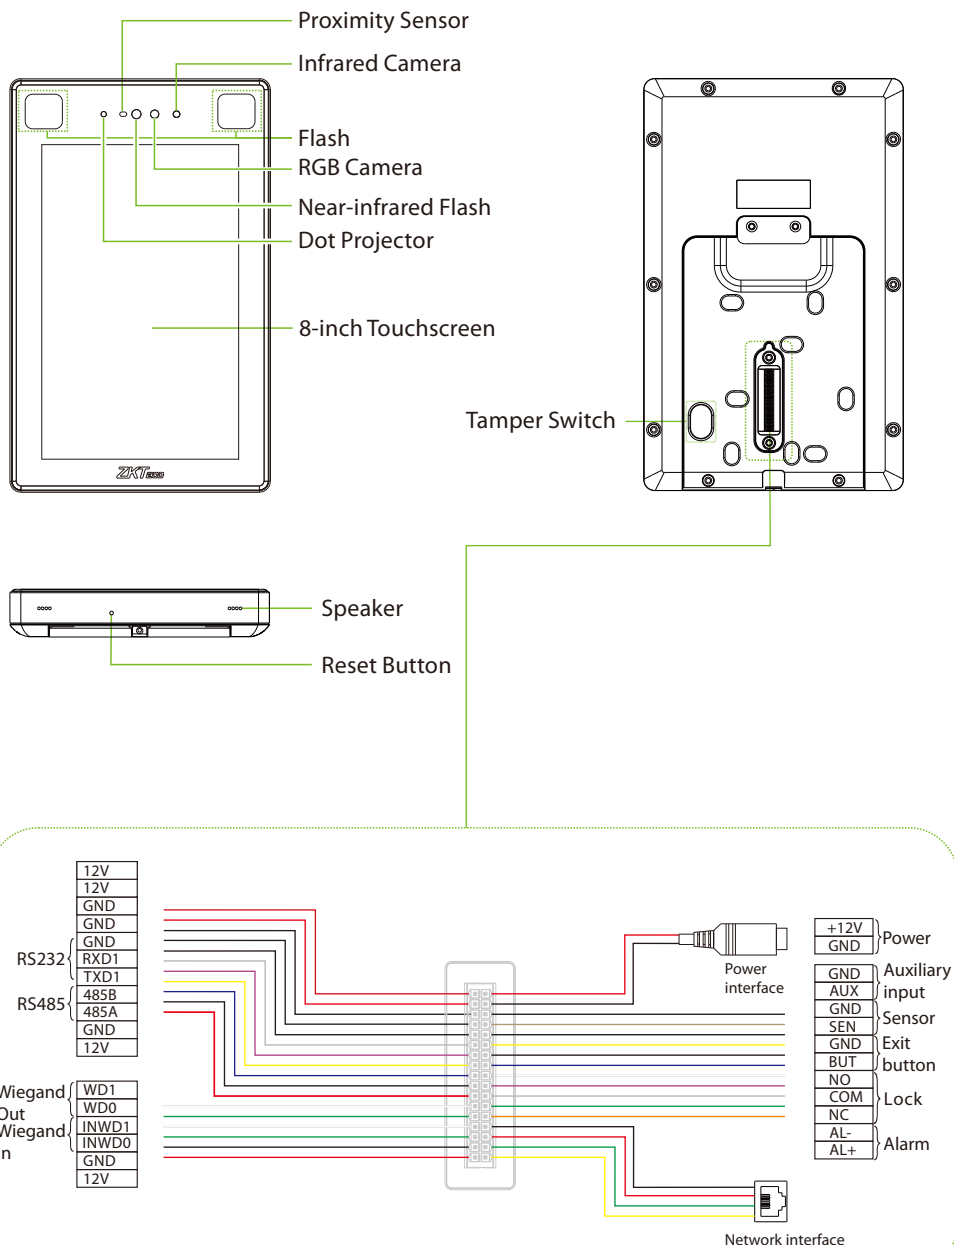 Proximity Sensor
Infrared Camera
Flash
RGB Camera
Near-infrared Flash
Dot Projector
8-inch Touchscreen
ZKTeco
Tamper Switch
Speaker
Reset Button
12V
12V
GND
GND
GND
RS232
RXD1
TXD1
RS485
485B
485A
GND
12V
Wiegand
Out
WD1
WD0
Wiegand
In
INWD1
INWD0
GND
12V
Power
interface
+12V
GND
Power
GND
AUX
Auxiliary
input
GND
SEN
Sensor
GND
BUT
Exit
button
NO
COM
NC
Lock
AL-
AL+
Alarm
Network interface